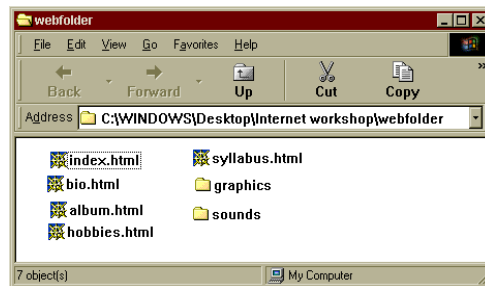 webfolder
File Edit View Go Favorites Help
Back Forward Up Cut Copy »
Address C:\WINDOWS\Desktop\Internet workshop\webfolder
index.html syllabus.html
bio.html graphics
album.html sounds
hobbies.html
7 object(s) My Computer